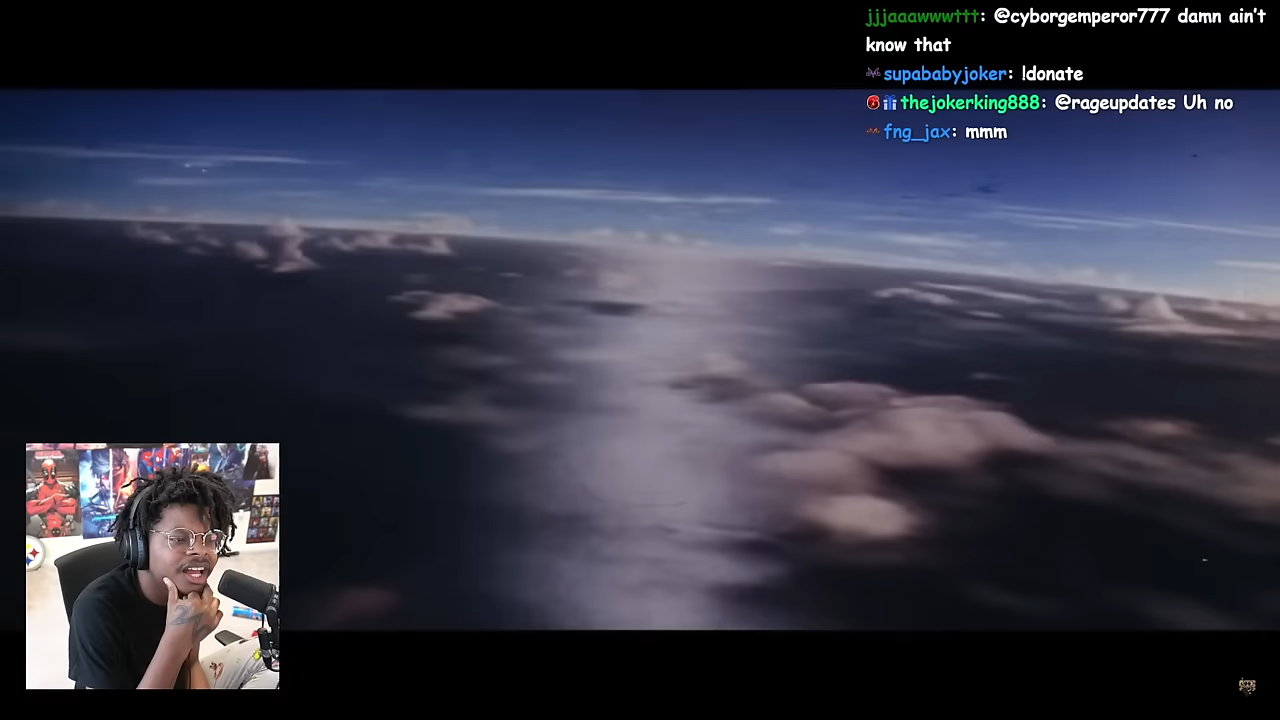 jjjaaawwwttt: @cyborgemperor777 damn ain't
know that
supababyjoker: !donate
thejokerking888: @rageupdates Uh no
fng_jax: mmm